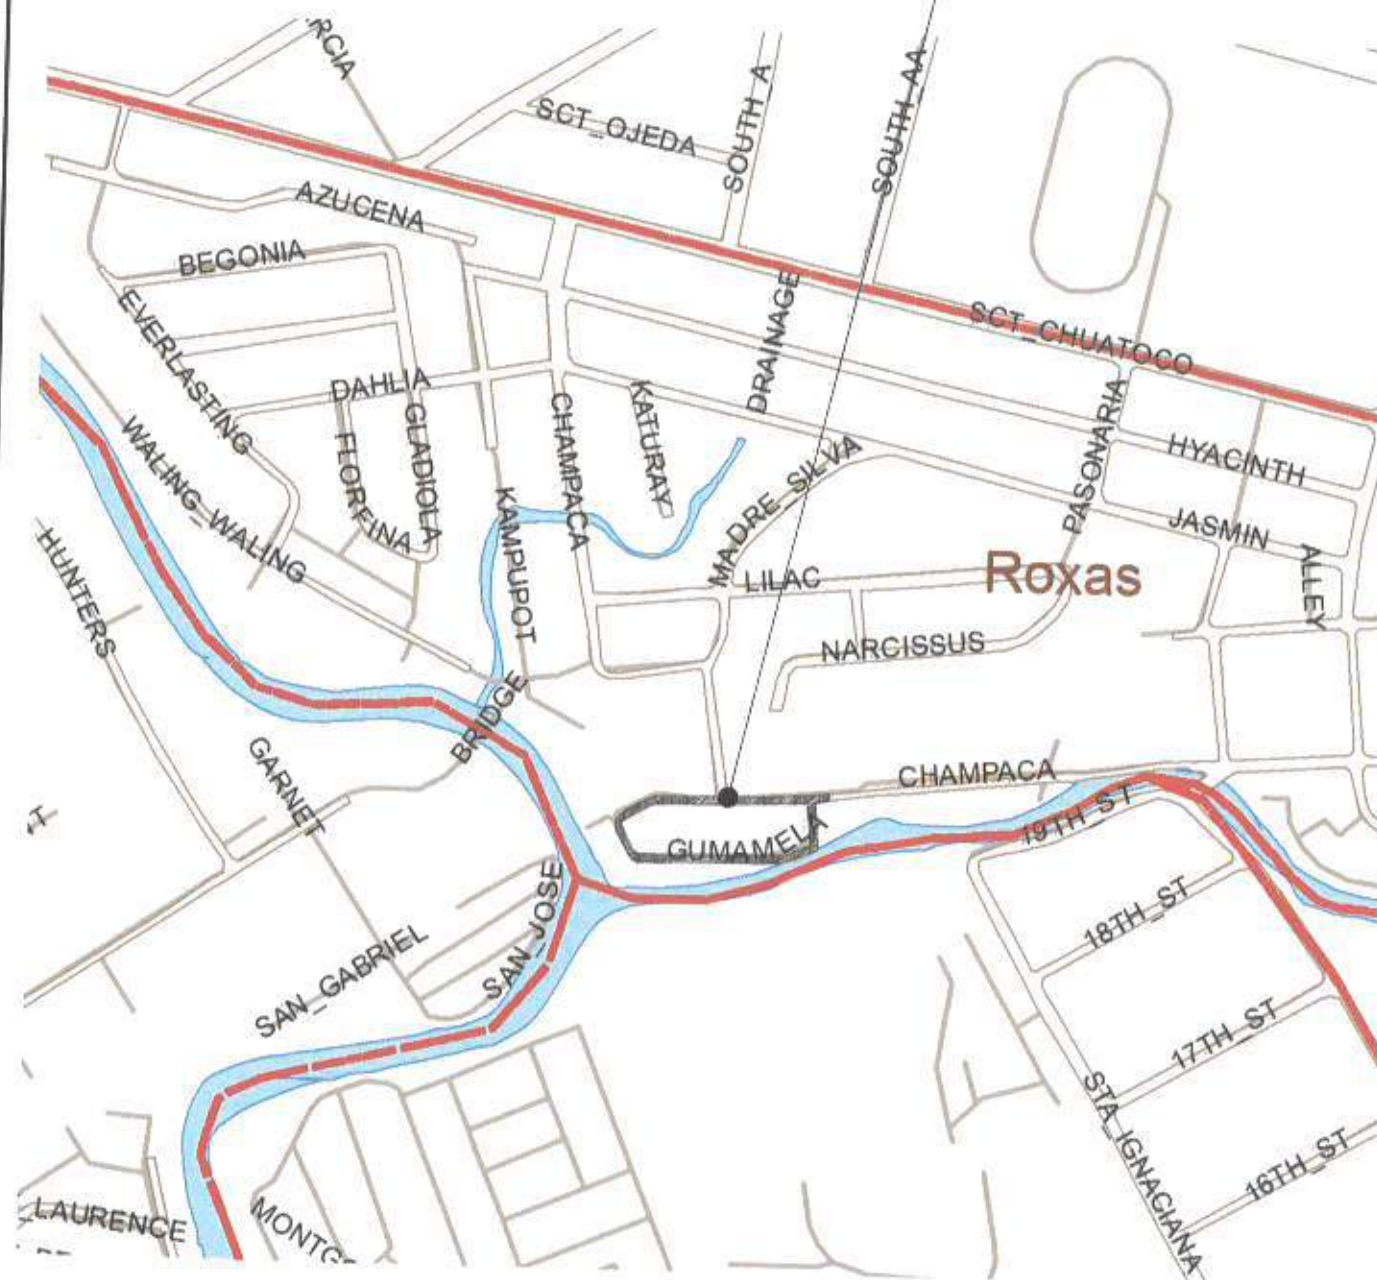 RCIA
SCT_OJEDA
SOUTH_A
SOUTH_AA
AZUCENA
BEGONIA
EVERLASTING
DRAINAGE
SCT_CHUATOCO
DAHLIA
GLADIOLA
FLORFINA
CHAMPACA
KATURAY
MADRE_SILVA
PASONARIA
HYACINTH
JASMIN
ALLEY
WALING_WALING
KAMPUPOT
LILAC
Roxas
NARCISSUS
HUNTERS
BRIDGE
GARNET
CHAMPACA
GUMAMELA
19TH_ST
SAN_JOSE
18TH_ST
SAN_GABRIEL
17TH_ST
STA_IGNACIANA
16TH_ST
_LAURENCE